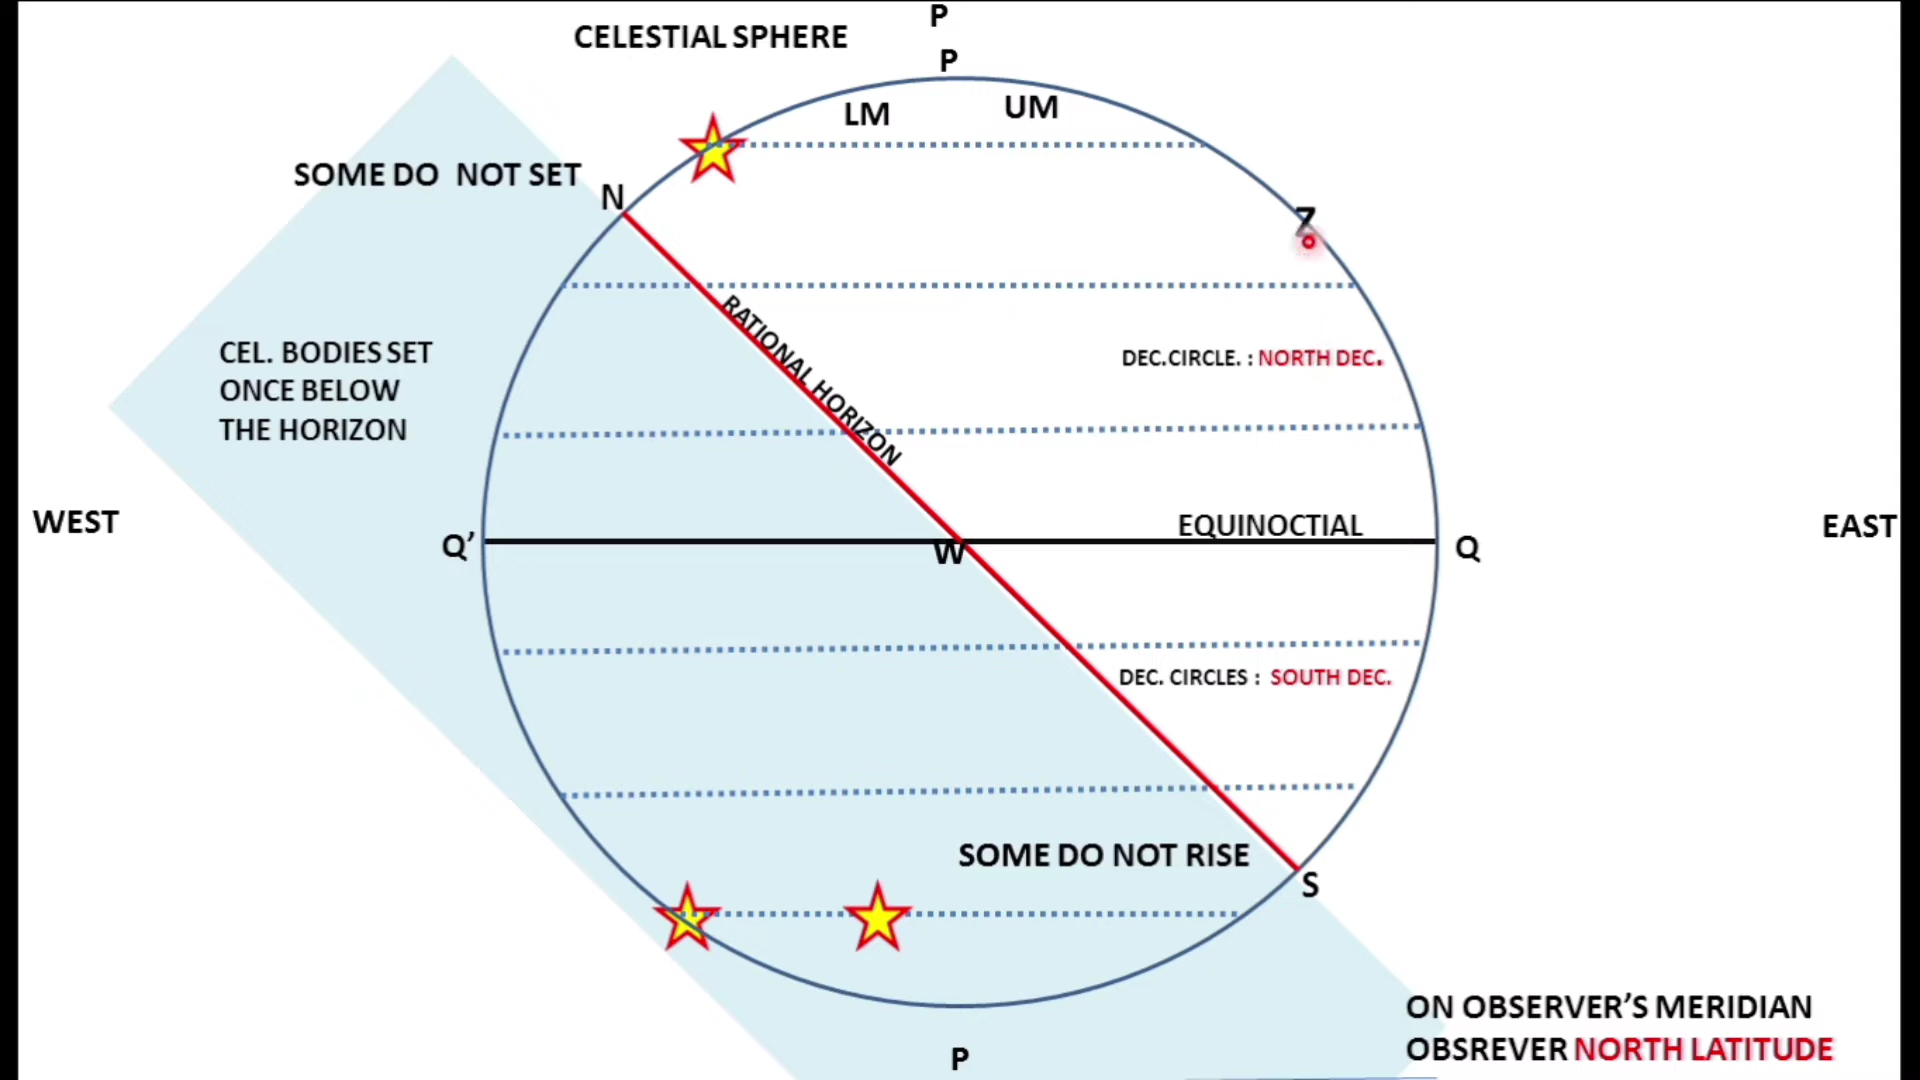 P
CELESTIAL SPHERE
P
LM
UM
SOME DO NOT SET
N
Z
RATIONAL HORIZON
CEL. BODIES SET
ONCE BELOW
THE HORIZON
DEC.CIRCLE. : NORTH DEC.
WEST
EQUINOCTIAL
EAST
Q’
W
Q
DEC. CIRCLES : SOUTH DEC.
SOME DO NOT RISE
S
ON OBSERVER’S MERIDIAN
OBSREVER NORTH LATITUDE
P